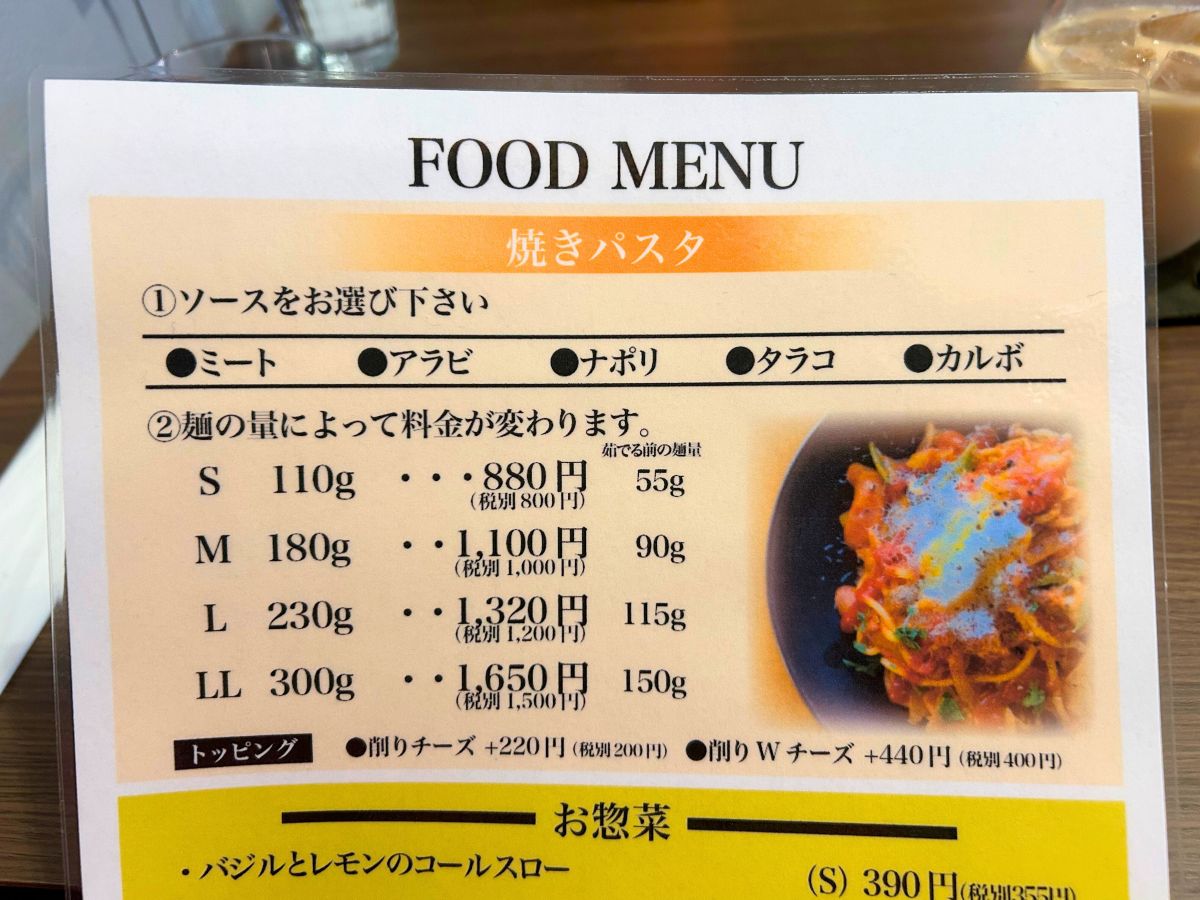 FOOD MENU
焼きパスタ
①ソースをお選び下さい
●ミート ●アラビ ●ナポリ ●タラコ ●カルボ
②麺の量によって料金が変わります。
茹でる前の麺量
S 110g ・・・880円 55g
(税別 800円)
M 180g ・・1,100円 90g
(税別 1,000円)
L 230g ・・1,320円 115g
(税別 1,200円)
LL 300g ・・1,650円 150g
(税別 1,500円)
トッピング ●削りチーズ +220円 (税別200円) ●削りWチーズ +440円 (税別400円)
お惣菜
・バジルとレモンのコールスロー (S) 390円(税別355円)